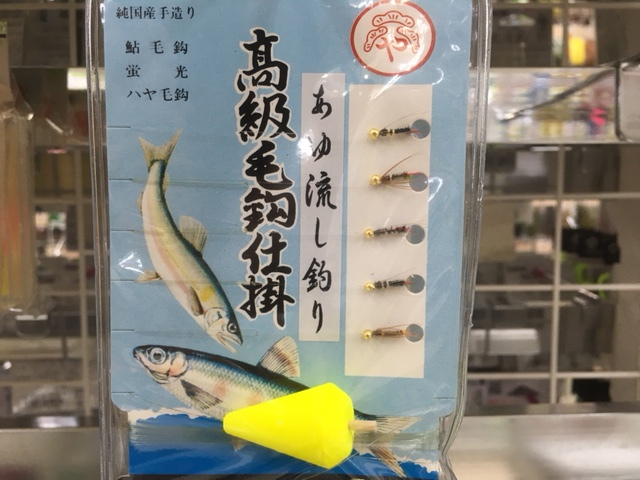 純国産手造り
鮎毛鈎
蛍光
ハヤ毛鈎
高級毛鈎仕掛
あゆ流し釣り